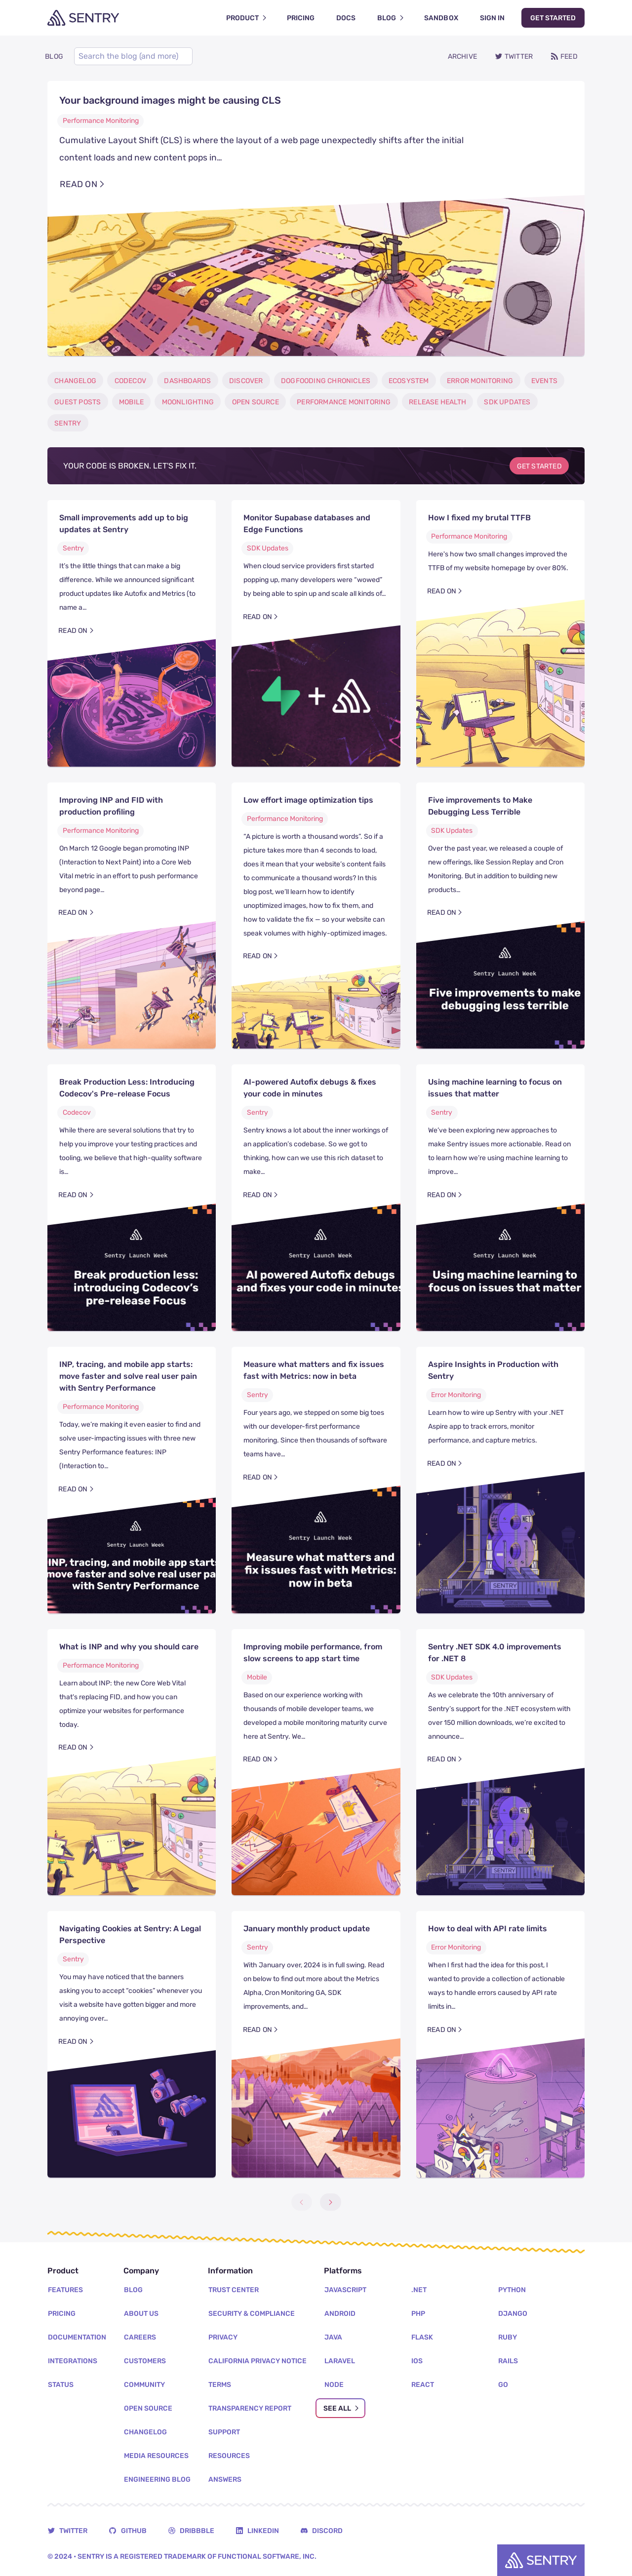 SENTRY
PRODUCT
PRICING
DOCS
BLOG
SANDBOX
SIGN IN
GET STARTED
BLOG
Search the blog (and more)
ARCHIVE
TWITTER
FEED
Your background images might be causing CLS
Performance Monitoring
Cumulative Layout Shift (CLS) is where the layout of a web page unexpectedly shifts after the initial
content loads and new content pops in…
READ ON
CHANGELOG
CODECOV
DASHBOARDS
DISCOVER
DOGFOODING CHRONICLES
ECOSYSTEM
ERROR MONITORING
EVENTS
GUEST POSTS
MOBILE
MOONLIGHTING
OPEN SOURCE
PERFORMANCE MONITORING
RELEASE HEALTH
SDK UPDATES
SENTRY
YOUR CODE IS BROKEN. LET'S FIX IT.
GET STARTED
Small improvements add up to big
updates at Sentry
Sentry
It's the little things that can make a big
difference. While we announced significant
product updates like Autofix and Metrics (to
name a…
READ ON
Monitor Supabase databases and
Edge Functions
SDK Updates
When cloud service providers first started
popping up, many developers were “wowed”
by being able to spin up and scale all kinds of…
READ ON
How I fixed my brutal TTFB
Performance Monitoring
Here's how two small changes improved the
TTFB of my website homepage by over 80%.
READ ON
Improving INP and FID with
production profiling
Performance Monitoring
On March 12 Google began promoting INP
(Interaction to Next Paint) into a Core Web
Vital metric in an effort to push performance
beyond page…
READ ON
Low effort image optimization tips
Performance Monitoring
“A picture is worth a thousand words”. So if a
picture takes more than 4 seconds to load,
does it mean that your website's content fails
to communicate a thousand words? In this
blog post, we'll learn how to identify
unoptimized images, how to fix them, and
how to validate the fix — so your website can
speak volumes with highly-optimized images.
READ ON
Five improvements to Make
Debugging Less Terrible
SDK Updates
Over the past year, we released a couple of
new offerings, like Session Replay and Cron
Monitoring. But in addition to building new
products…
READ ON
Sentry Launch Week
Five improvements to make
debugging less terrible
Break Production Less: Introducing
Codecov's Pre-release Focus
Codecov
While there are several solutions that try to
help you improve your testing practices and
tooling, we believe that high-quality software
is…
READ ON
Sentry Launch Week
Break production less:
introducing Codecov's
pre-release Focus
AI-powered Autofix debugs & fixes
your code in minutes
Sentry
Sentry knows a lot about the inner workings of
an application's codebase. So we got to
thinking, how can we use this rich dataset to
make…
READ ON
Sentry Launch Week
AI powered Autofix debugs
and fixes your code in minutes
Using machine learning to focus on
issues that matter
Sentry
We've been exploring new approaches to
make Sentry issues more actionable. Read on
to learn how we're using machine learning to
improve…
READ ON
Sentry Launch Week
Using machine learning to
focus on issues that matter
INP, tracing, and mobile app starts:
move faster and solve real user pain
with Sentry Performance
Performance Monitoring
Today, we're making it even easier to find and
solve user-impacting issues with three new
Sentry Performance features: INP
(Interaction to…
READ ON
Sentry Launch Week
INP, tracing, and mobile app starts
move faster and solve real user pa
with Sentry Performance
Measure what matters and fix issues
fast with Metrics: now in beta
Sentry
Four years ago, we stepped on some big toes
with our developer-first performance
monitoring. Since then thousands of software
teams have…
READ ON
Sentry Launch Week
Measure what matters and
fix issues fast with Metrics:
now in beta
Aspire Insights in Production with
Sentry
Error Monitoring
Learn how to wire up Sentry with your .NET
Aspire app to track errors, monitor
performance, and capture metrics.
READ ON
SENTRY
What is INP and why you should care
Performance Monitoring
Learn about INP: the new Core Web Vital
that's replacing FID, and how you can
optimize your websites for performance
today.
READ ON
Improving mobile performance, from
slow screens to app start time
Mobile
Based on our experience working with
thousands of mobile developer teams, we
developed a mobile monitoring maturity curve
here at Sentry. We…
READ ON
Sentry .NET SDK 4.0 improvements
for .NET 8
SDK Updates
As we celebrate the 10th anniversary of
Sentry's support for the .NET ecosystem with
over 150 million downloads, we're excited to
announce…
READ ON
SENTRY
Navigating Cookies at Sentry: A Legal
Perspective
Sentry
You may have noticed that the banners
asking you to accept “cookies” whenever you
visit a website have gotten bigger and more
annoying over…
READ ON
January monthly product update
Sentry
With January over, 2024 is in full swing. Read
on below to find out more about the Metrics
Alpha, Cron Monitoring GA, SDK
improvements, and…
READ ON
How to deal with API rate limits
Error Monitoring
When I first had the idea for this post, I
wanted to provide a collection of actionable
ways to handle errors caused by API rate
limits in…
READ ON
Product
FEATURES
PRICING
DOCUMENTATION
INTEGRATIONS
STATUS
Company
BLOG
ABOUT US
CAREERS
CUSTOMERS
COMMUNITY
OPEN SOURCE
CHANGELOG
MEDIA RESOURCES
ENGINEERING BLOG
Information
TRUST CENTER
SECURITY & COMPLIANCE
PRIVACY
CALIFORNIA PRIVACY NOTICE
TERMS
TRANSPARENCY REPORT
SUPPORT
RESOURCES
ANSWERS
Platforms
JAVASCRIPT
ANDROID
JAVA
LARAVEL
NODE
.NET
PHP
FLASK
IOS
REACT
PYTHON
DJANGO
RUBY
RAILS
GO
SEE ALL
TWITTER
GITHUB
DRIBBBLE
LINKEDIN
DISCORD
© 2024 • SENTRY IS A REGISTERED TRADEMARK OF FUNCTIONAL SOFTWARE, INC.
SENTRY